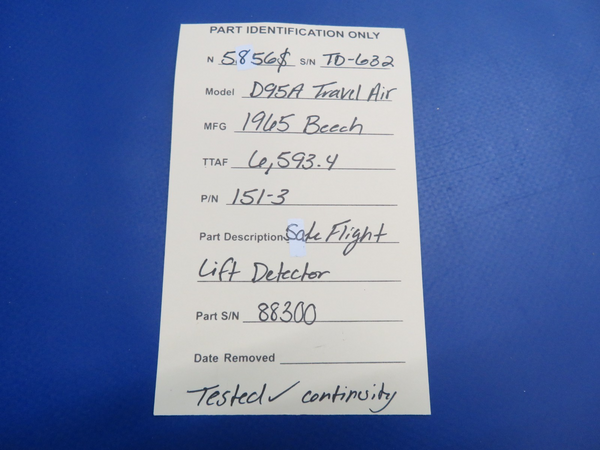 PART IDENTIFICATION ONLY
N 5856$ S/N TD-632
Model D95A Travel Air
MFG 1965 Beech
TTAF 6,593.4
P/N 151-3
Part Description Safe Flight
Lift Detector
Part S/N 88300
Date Removed
Tested ✓ continuity